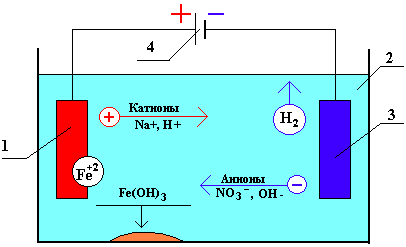 + −
4
2
Катионы
+
Na+, H+
H₂
1
3
Fe⁺²
Анионы
−
NO₃⁻, OH-
Fe(OH)₃